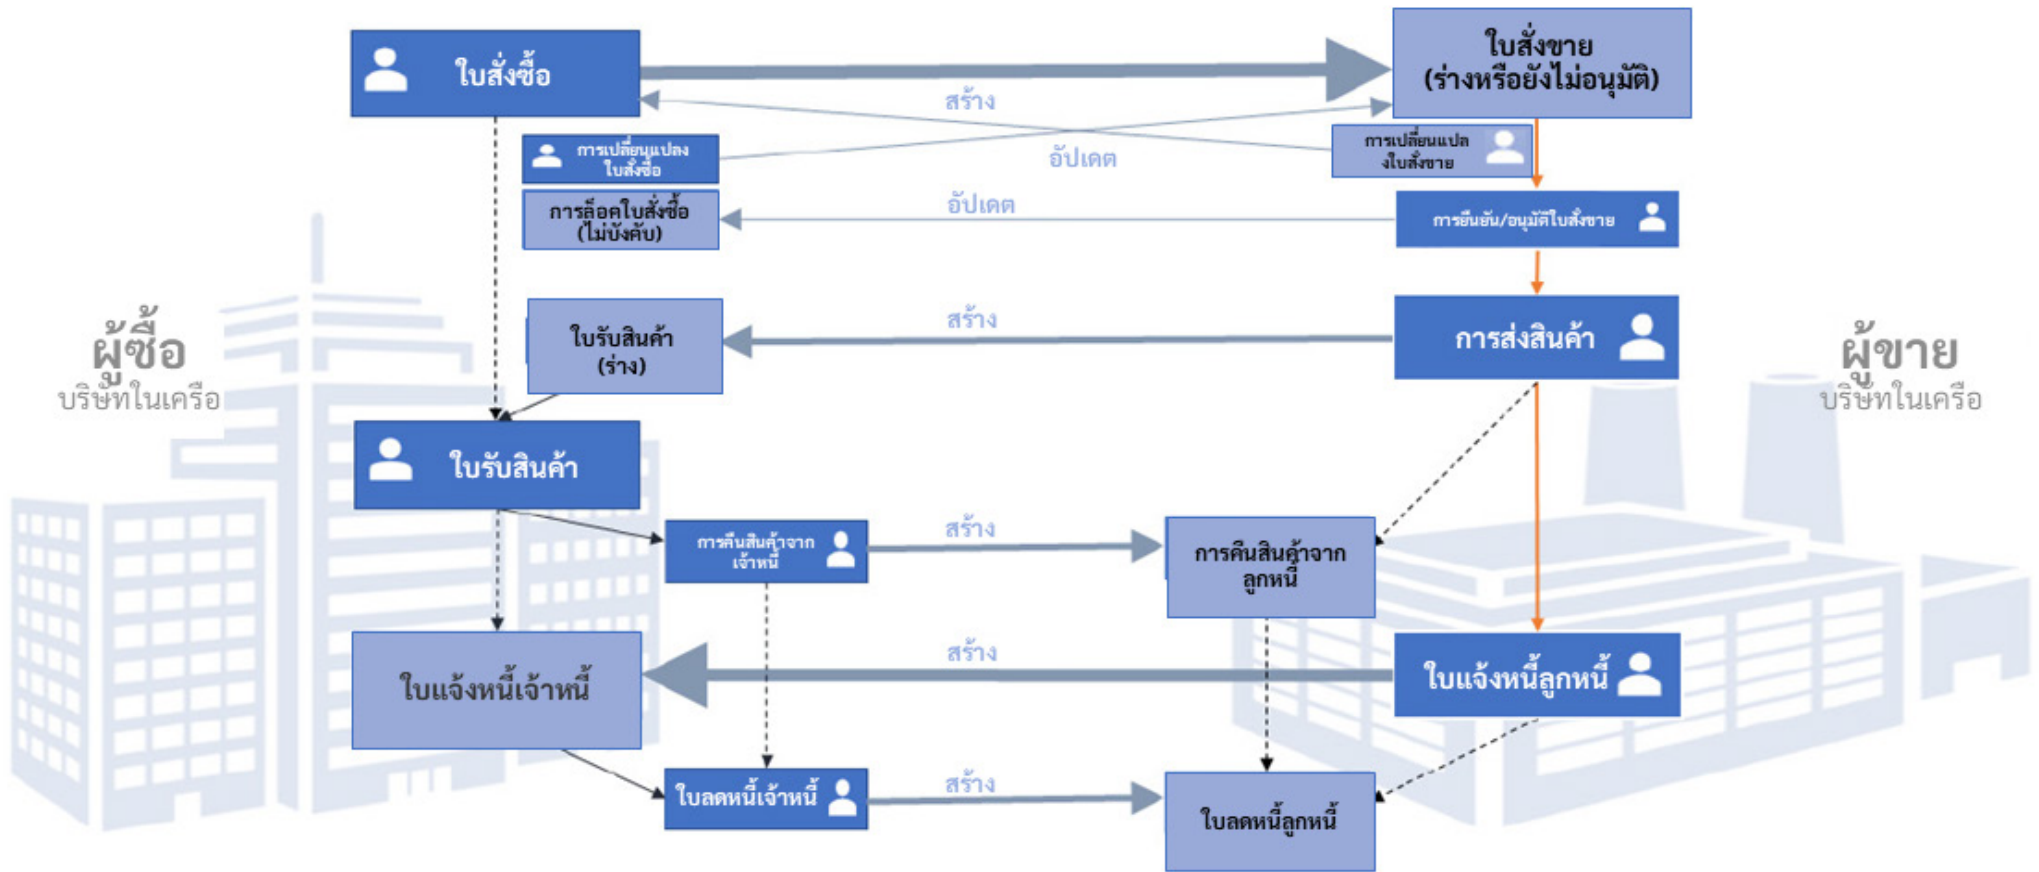 ใบสั่งซื้อ
ใบสั่งขาย
(ร่างหรือยังไม่อนุมัติ)
สร้าง
การเปลี่ยนแปลง
ใบสั่งซื้อ
อัปเดต
การเปลี่ยนแปล
งใบสั่งขาย
การล็อคใบสั่งซื้อ
(ไม่บังคับ)
อัปเดต
การยืนยัน/อนุมัติใบสั่งขาย
ผู้ซื้อ
บริษัทในเครือ
ใบรับสินค้า
(ร่าง)
สร้าง
การส่งสินค้า
ผู้ขาย
บริษัทในเครือ
ใบรับสินค้า
การคืนสินค้าจาก
เจ้าหนี้
สร้าง
การคืนสินค้าจาก
ลูกหนี้
ใบแจ้งหนี้เจ้าหนี้
สร้าง
ใบแจ้งหนี้ลูกหนี้
ใบลดหนี้เจ้าหนี้
สร้าง
ใบลดหนี้ลูกหนี้